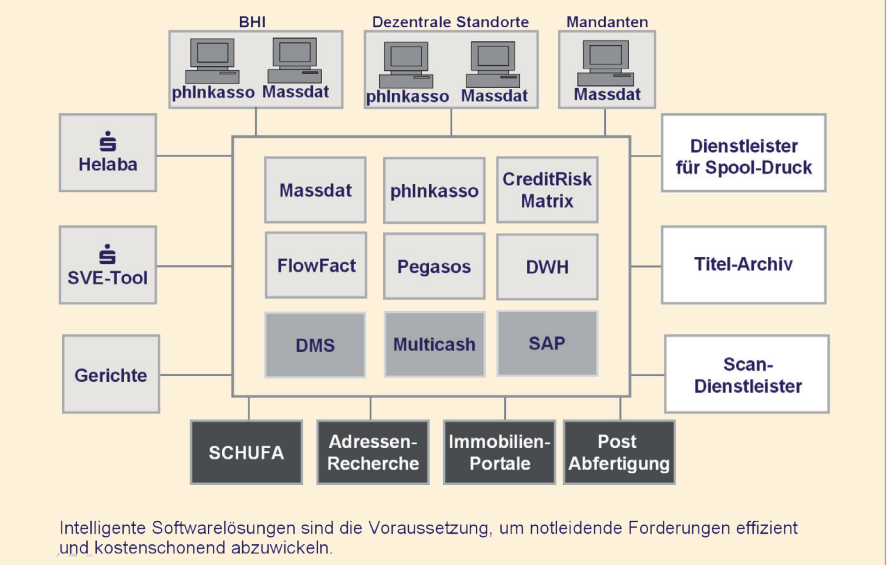 BHI
Dezentrale Standorte
Mandanten
phInkasso Massdat
phInkasso Massdat
Massdat
Helaba
Dienstleister
für Spool-Druck
Massdat
phInkasso
CreditRisk
Matrix
SVE-Tool
FlowFact
Pegasos
DWH
Titel-Archiv
Gerichte
DMS
Multicash
SAP
Scan-
Dienstleister
SCHUFA
Adressen-
Recherche
Immobilien-
Portale
Post
Abfertigung
Intelligente Softwarelösungen sind die Voraussetzung, um notleidende Forderungen effizient
und kostenschonend abzuwickeln.